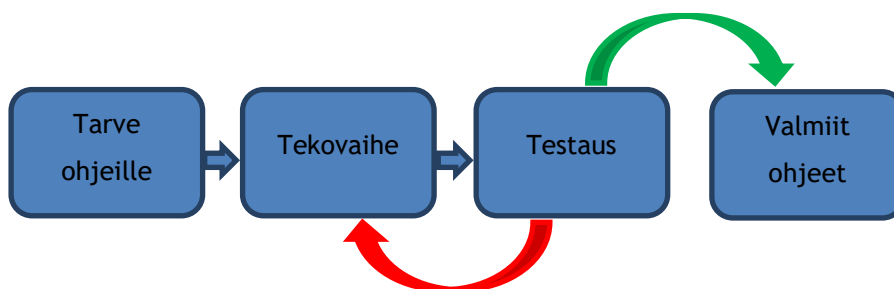 Tarve
ohjeille
Tekovaihe
Testaus
Valmiit
ohjeet